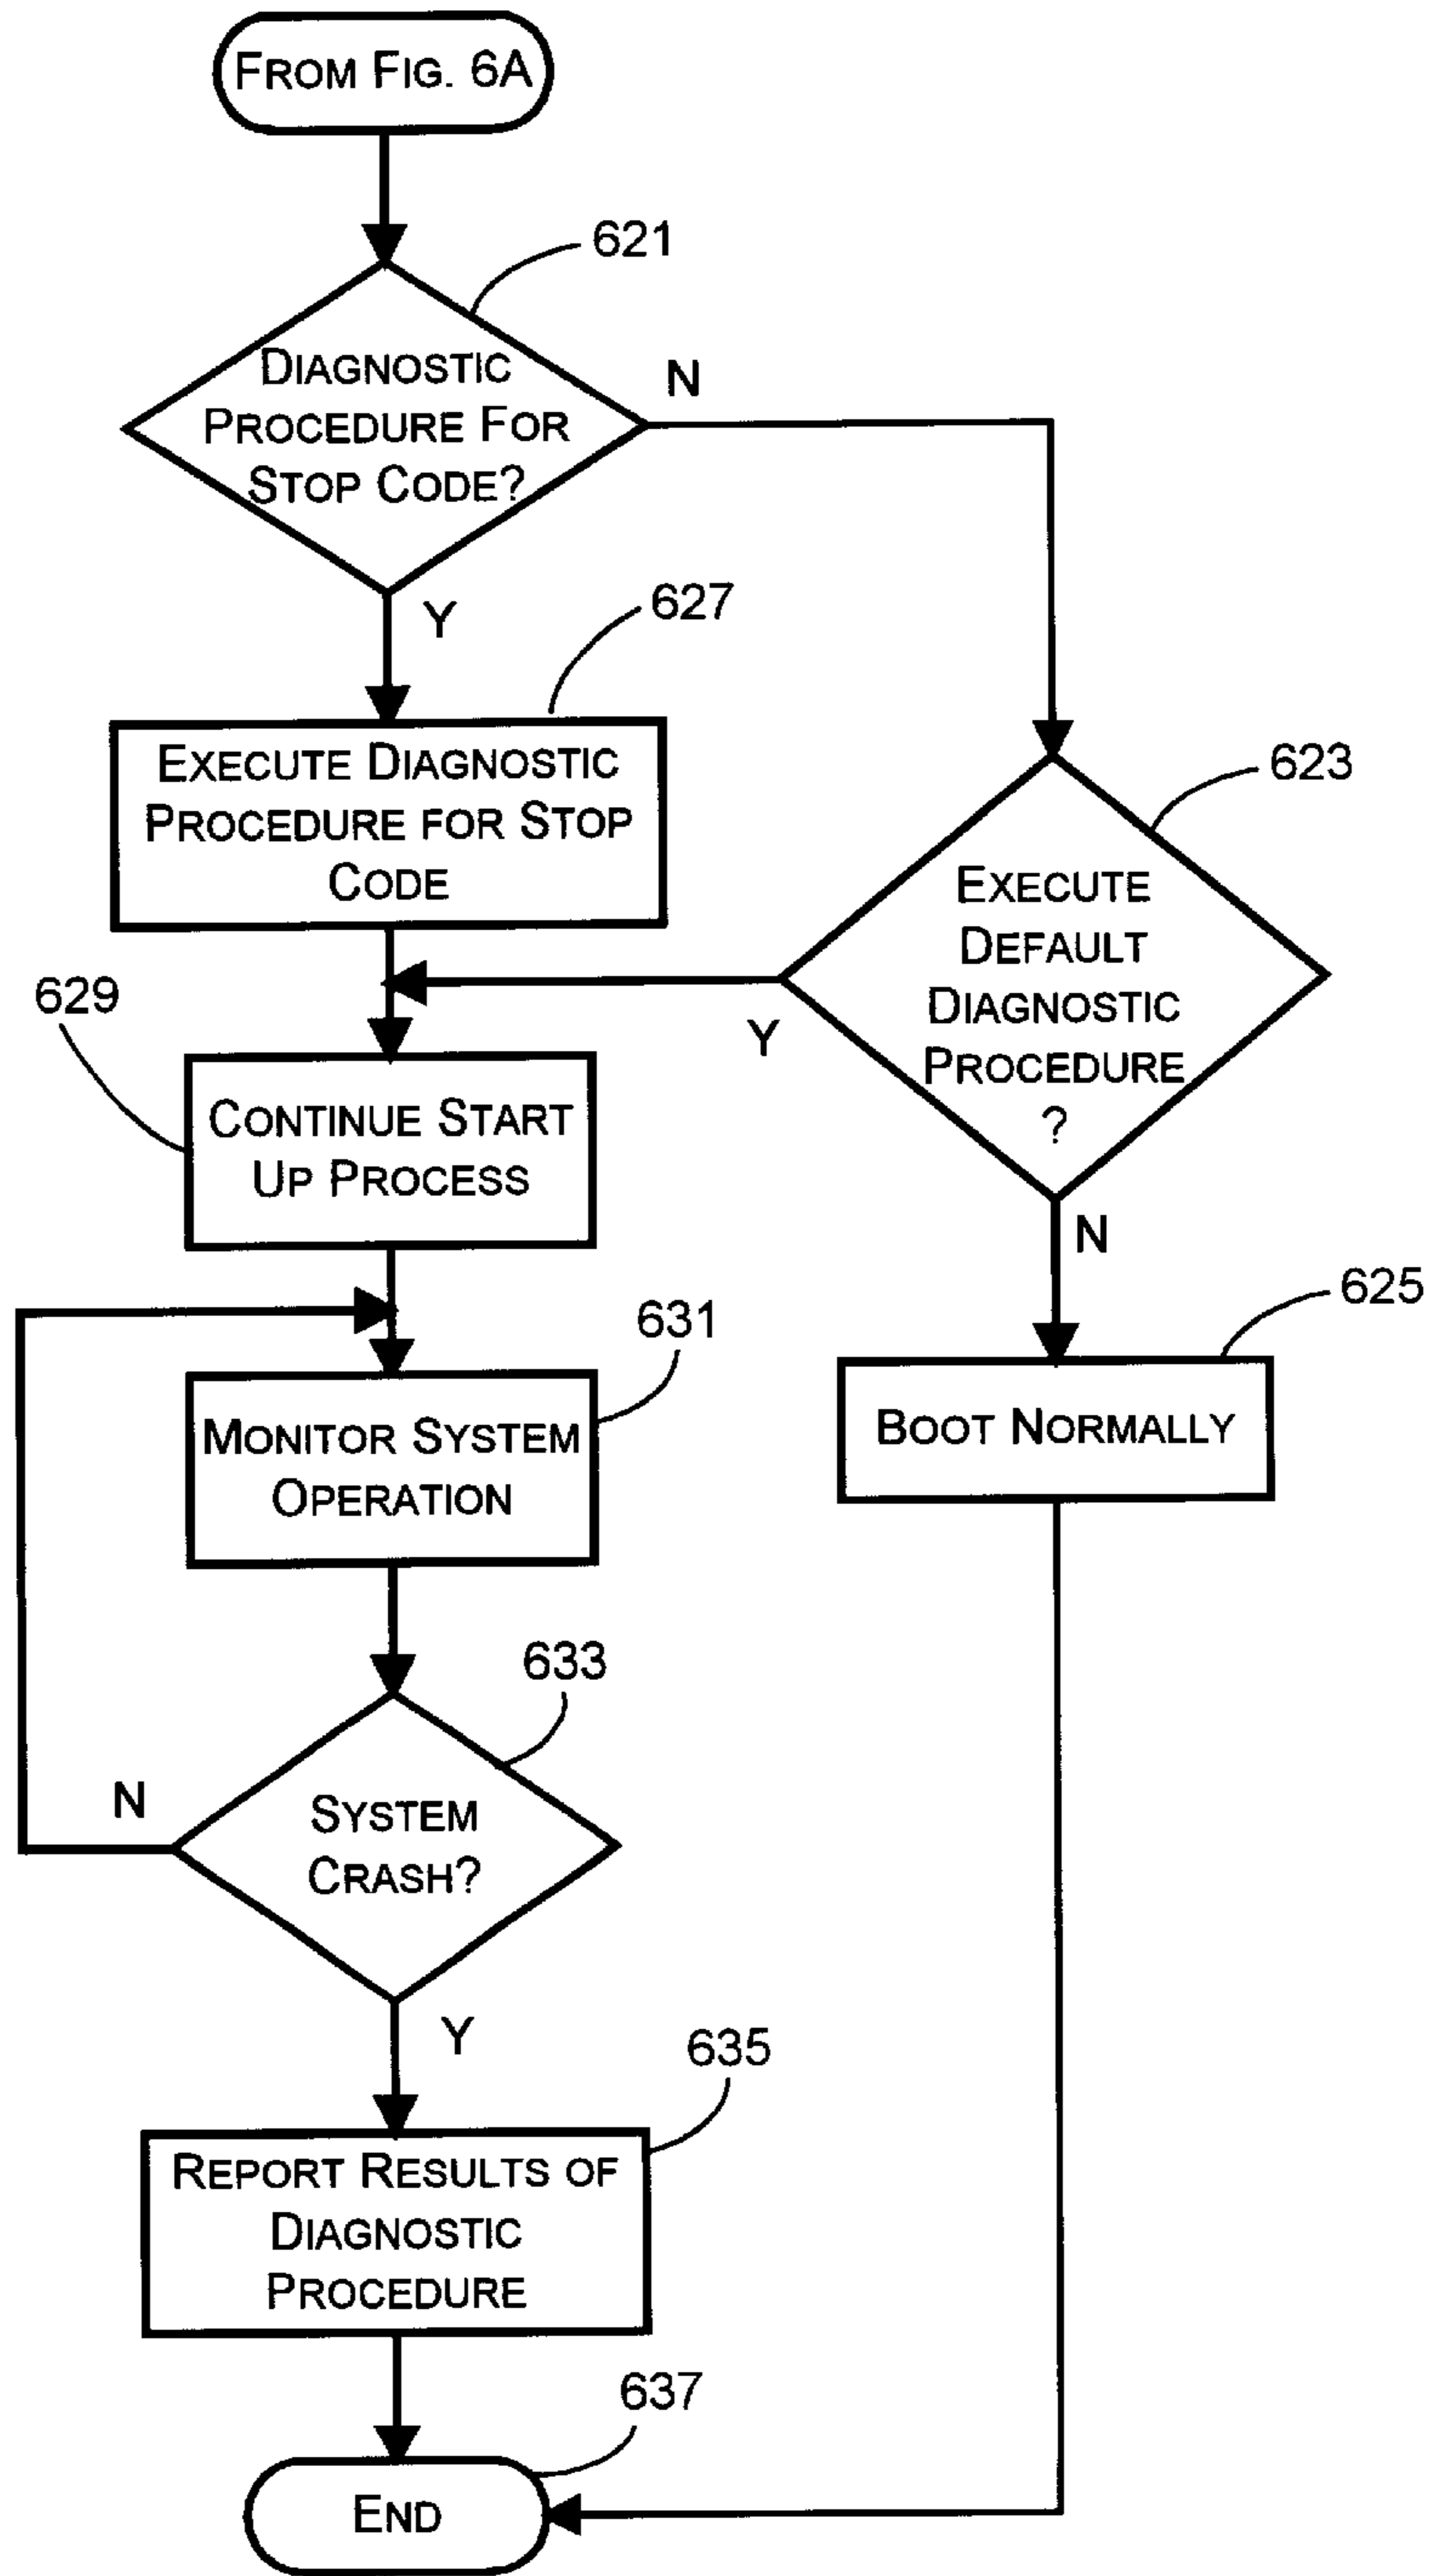 FROM FIG. 6A
621
DIAGNOSTIC
PROCEDURE FOR
STOP CODE?
N
Y
627
EXECUTE DIAGNOSTIC
PROCEDURE FOR STOP
CODE
623
EXECUTE
DEFAULT
DIAGNOSTIC
PROCEDURE
?
Y
N
629
CONTINUE START
UP PROCESS
625
BOOT NORMALLY
631
MONITOR SYSTEM
OPERATION
633
SYSTEM
CRASH?
N
Y
635
REPORT RESULTS OF
DIAGNOSTIC
PROCEDURE
637
END